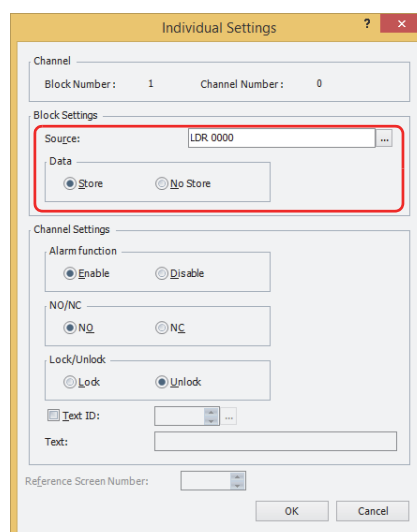 Individual Settings ? ×
Channel
Block Number : 1 Channel Number : 0
Block Settings
Source: LDR 0000 ...
Data
Store No Store
Channel Settings
Alarm function
Enable Disable
NO/NC
NO NC
Lock/Unlock
Lock Unlock
Text ID: ...
Text:
Reference Screen Number:
OK Cancel